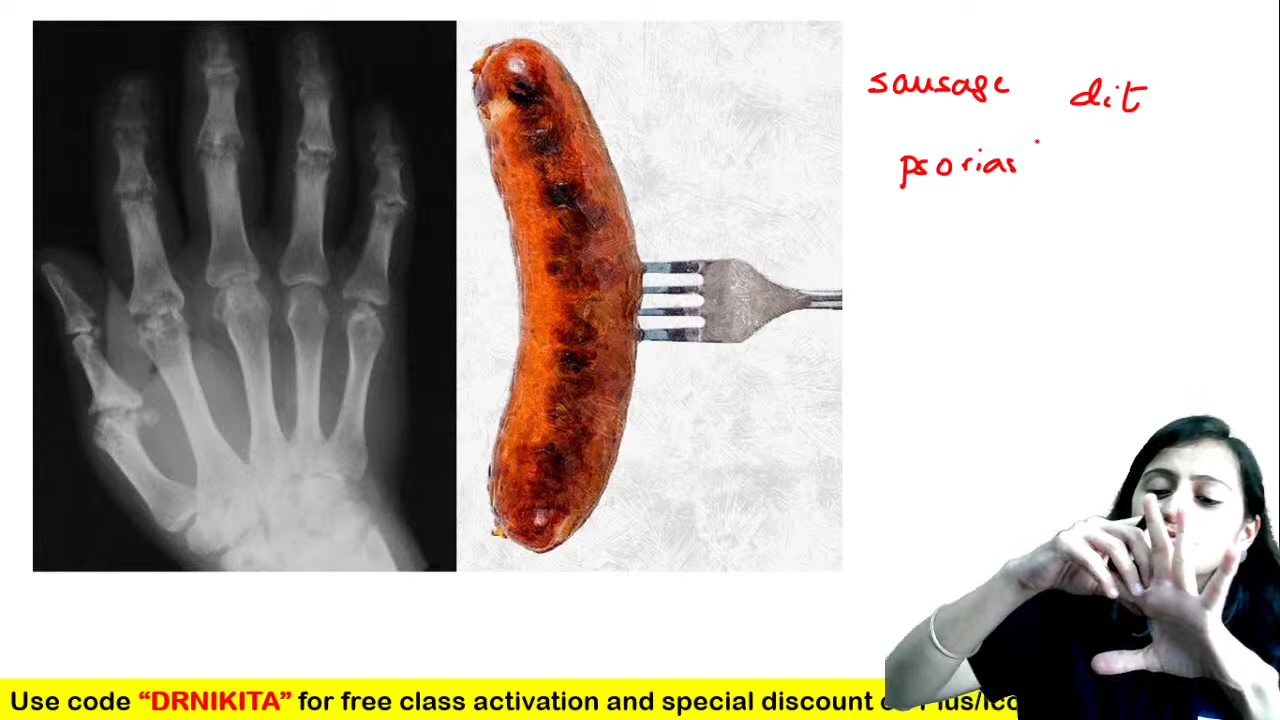 sausage dit
psorias
Use code “DRNIKITA” for free class activation and special discount